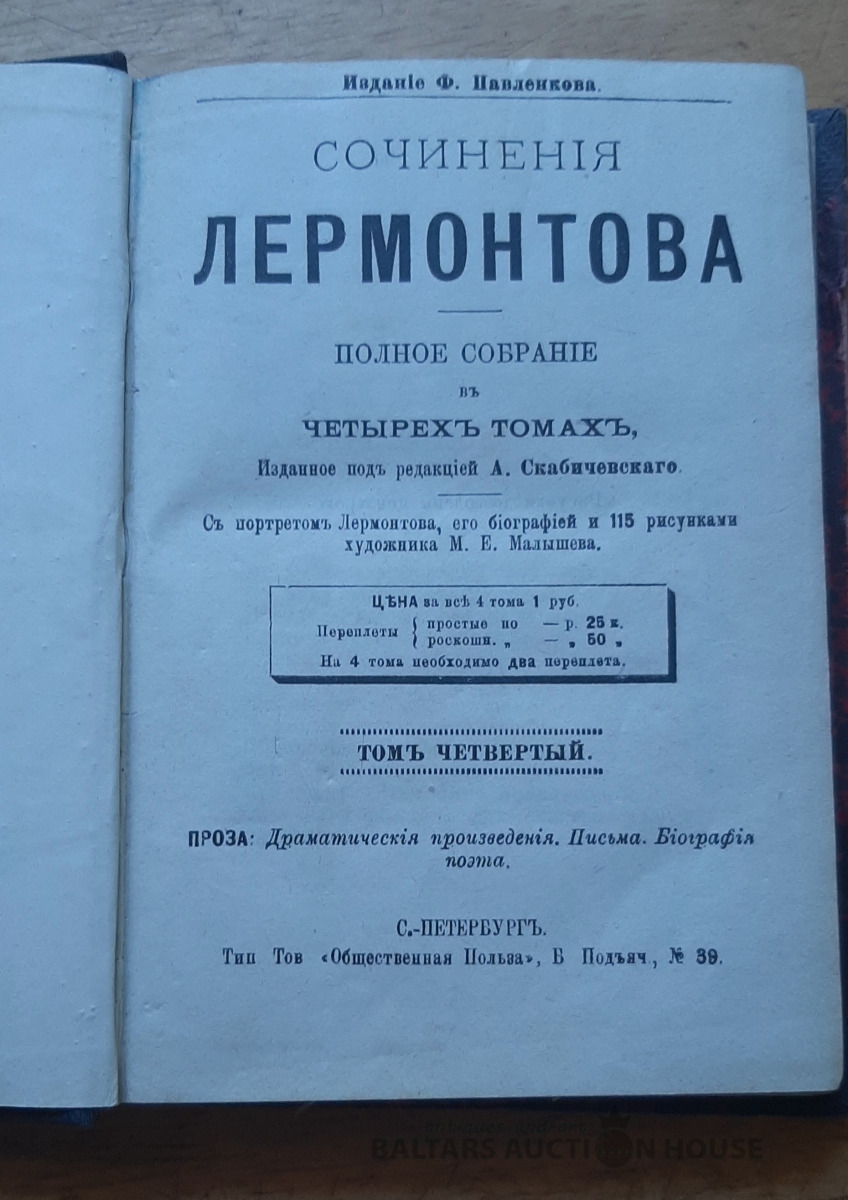 Изданіе Ф. Павленкова.
СОЧИНЕНІЯ
ЛЕРМОНТОВА
ПОЛНОЕ СОБРАНІЕ
въ
ЧЕТЫРЕХЪ ТОМАХЪ,
Изданное подъ редакціей А. Скабичевскаго.
Съ портретомъ Лермонтова, его біографіей и 115 рисунками
художника М. Е. Малышева.
ЦѢНА за всѣ 4 тома 1 руб.
Переплеты { простые по — р. 25 к.
роскошн. „ — „ 50 „
На 4 тома необходимо два переплета.
ТОМЪ ЧЕТВЕРТЫЙ.
ПРОЗА: Драматическія произведенія. Письма. Біографія
поэта.
С.-ПЕТЕРБУРГЪ.
Тип Тов «Общественная Польза», Б Подъяч., № 39.
BALTARS AUCTION HOUSE